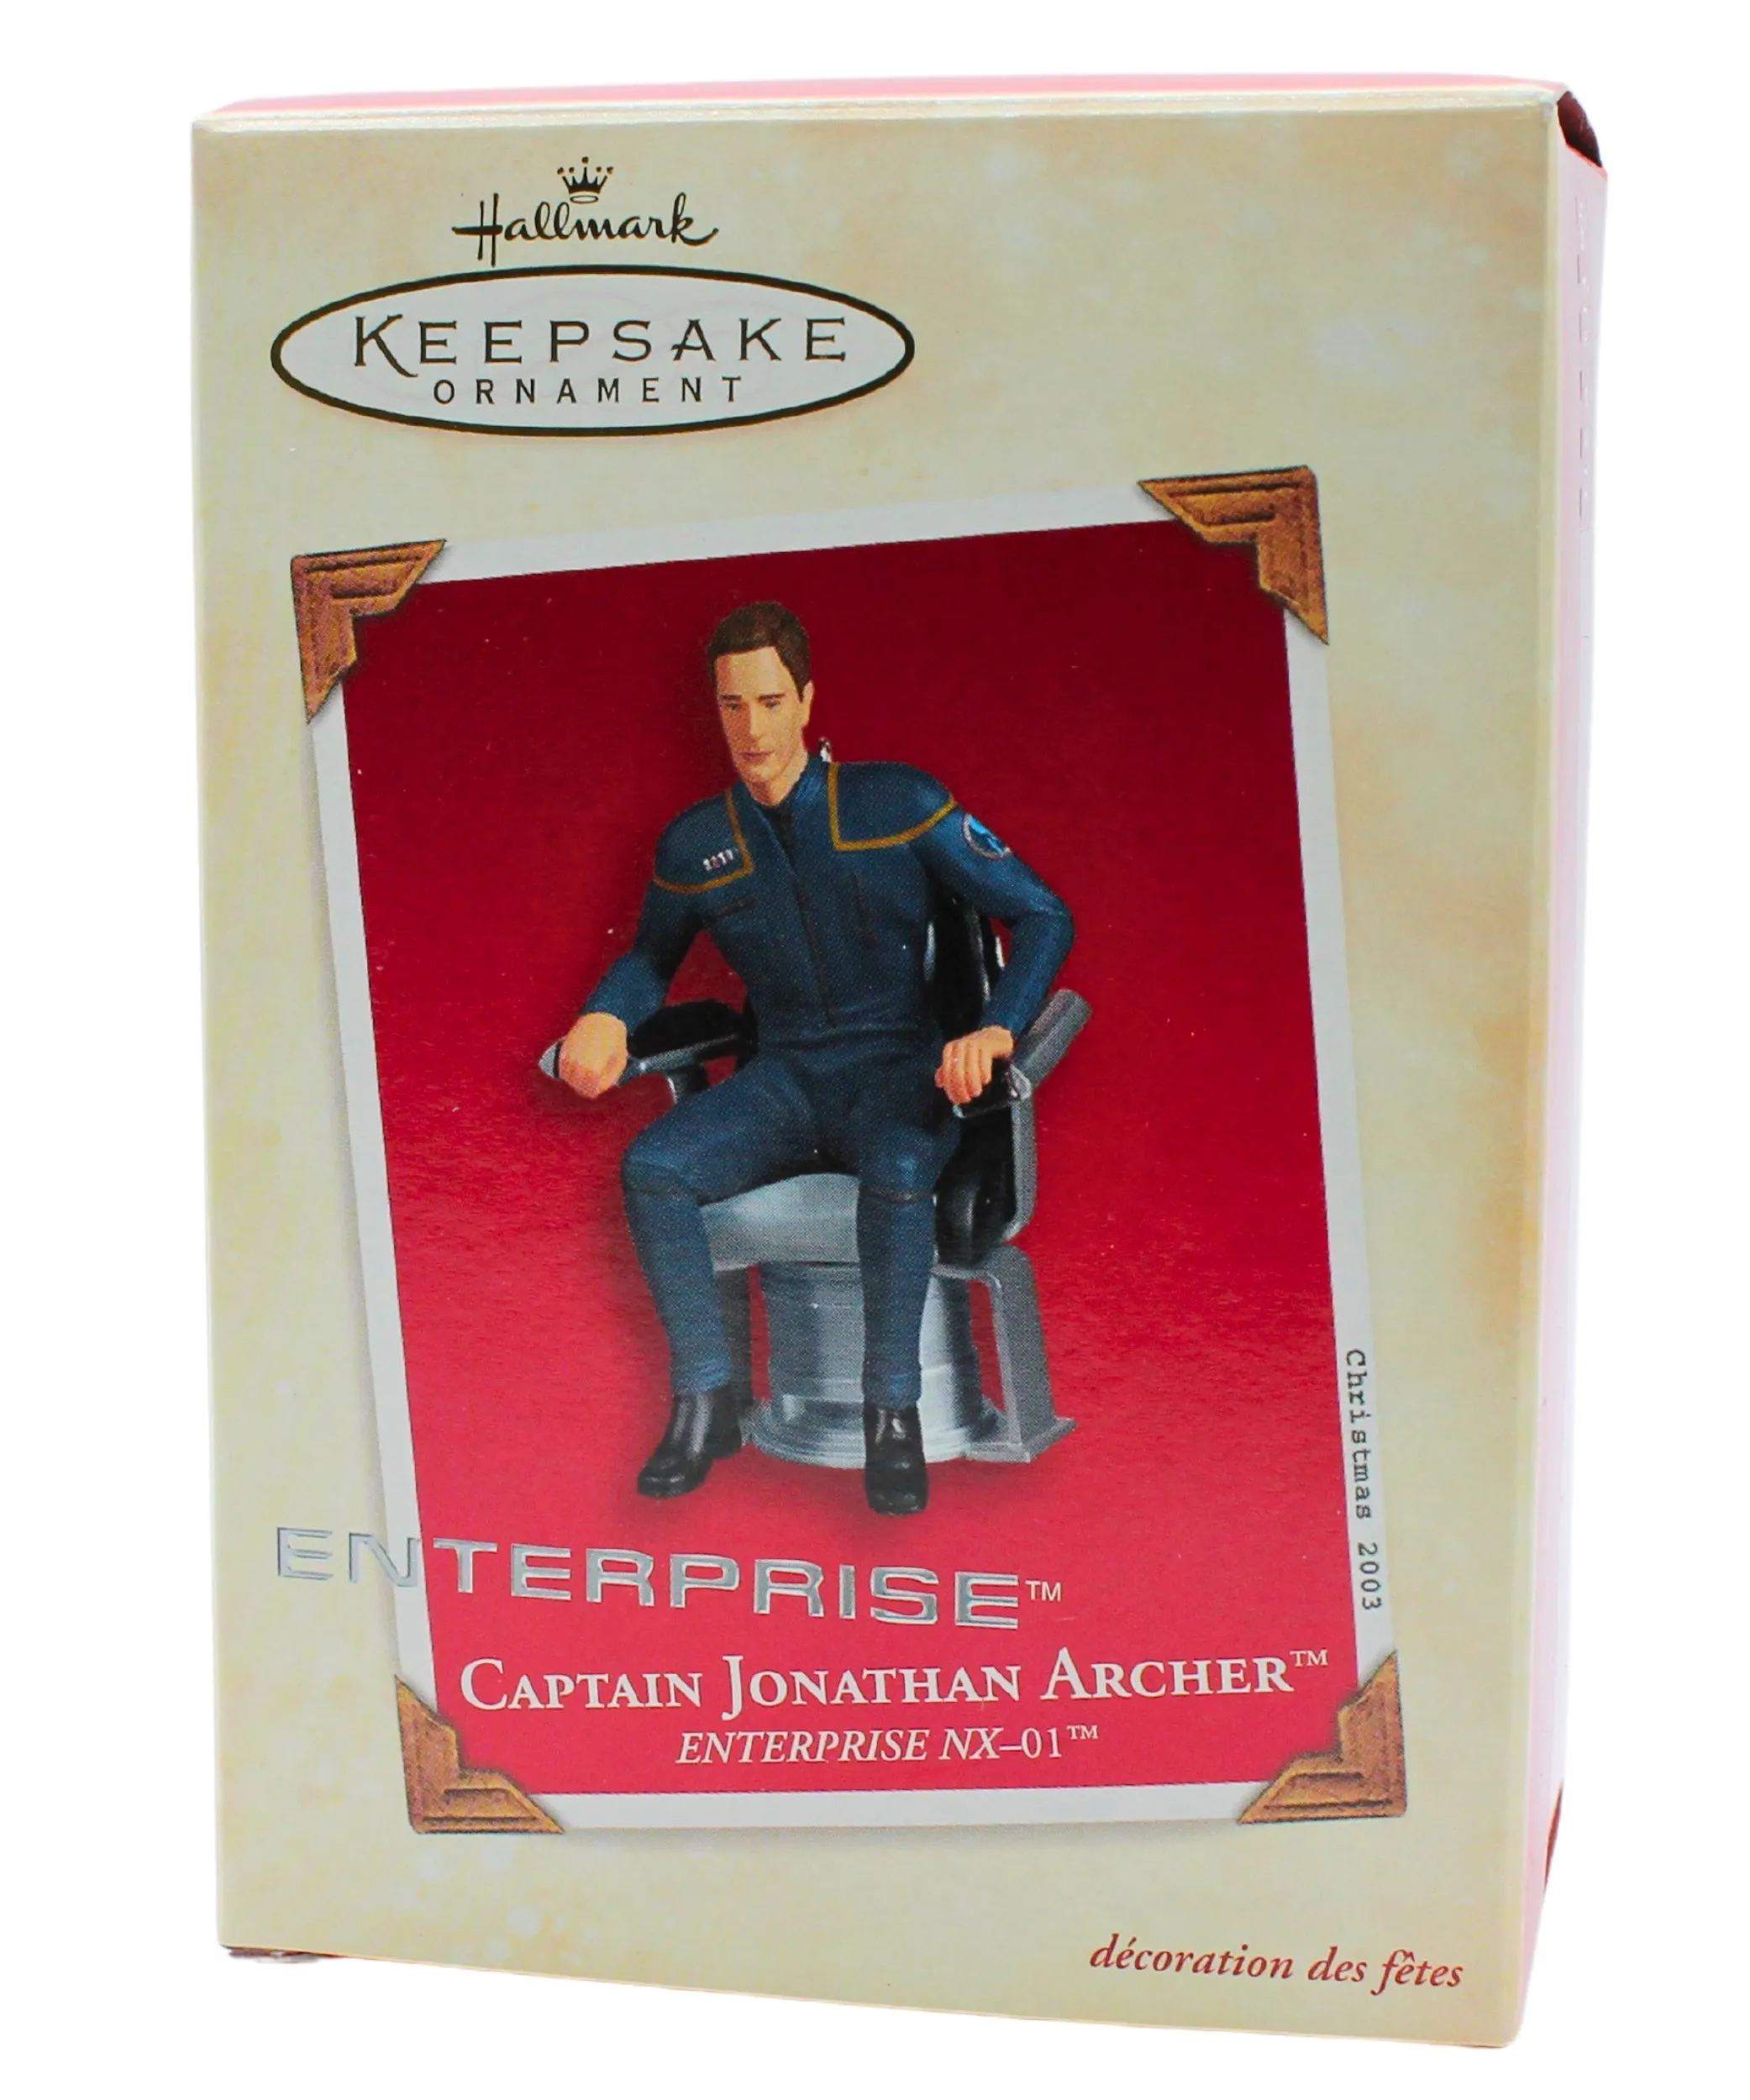 Hallmark
KEEPSAKE
ORNAMENT
Christmas 2003
ENTERPRISE™
CAPTAIN JONATHAN ARCHER™
ENTERPRISE NX–01™
décoration des fêtes